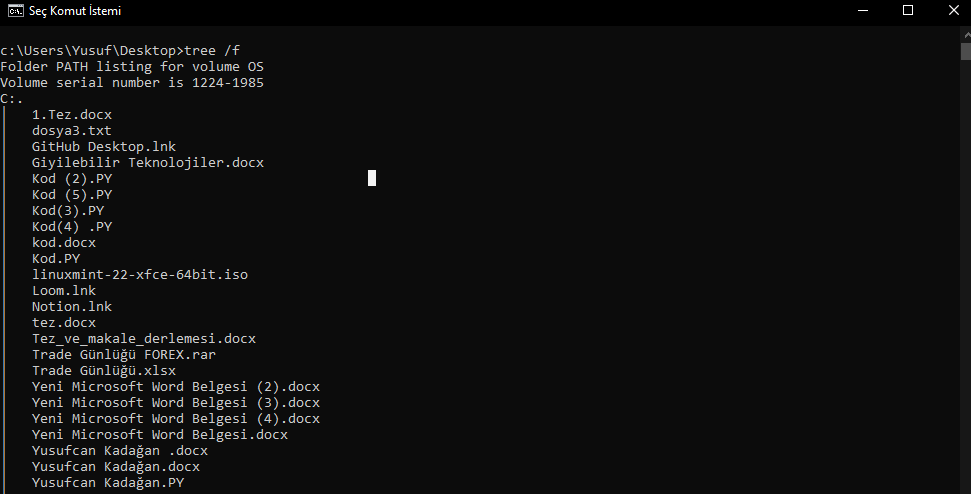 Seç Komut İstemi
c:\Users\Yusuf\Desktop>tree /f
Folder PATH listing for volume OS
Volume serial number is 1224-1985
C:.
1.Tez.docx
dosya3.txt
GitHub Desktop.lnk
Giyilebilir Teknolojiler.docx
Kod (2).PY
Kod (5).PY
Kod(3).PY
Kod(4) .PY
kod.docx
Kod.PY
linuxmint-22-xfce-64bit.iso
Loom.lnk
Notion.lnk
tez.docx
Tez_ve_makale_derlemesi.docx
Trade Günlüğü FOREX.rar
Trade Günlüğü.xlsx
Yeni Microsoft Word Belgesi (2).docx
Yeni Microsoft Word Belgesi (3).docx
Yeni Microsoft Word Belgesi (4).docx
Yeni Microsoft Word Belgesi.docx
Yusufcan Kadağan .docx
Yusufcan Kadağan.docx
Yusufcan Kadağan.PY